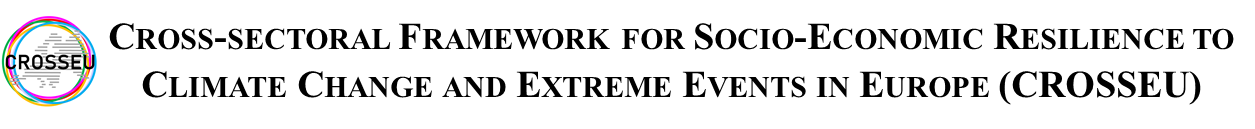 CROSSEU
CROSS-SECTORAL FRAMEWORK FOR SOCIO-ECONOMIC RESILIENCE TO
CLIMATE CHANGE AND EXTREME EVENTS IN EUROPE (CROSSEU)